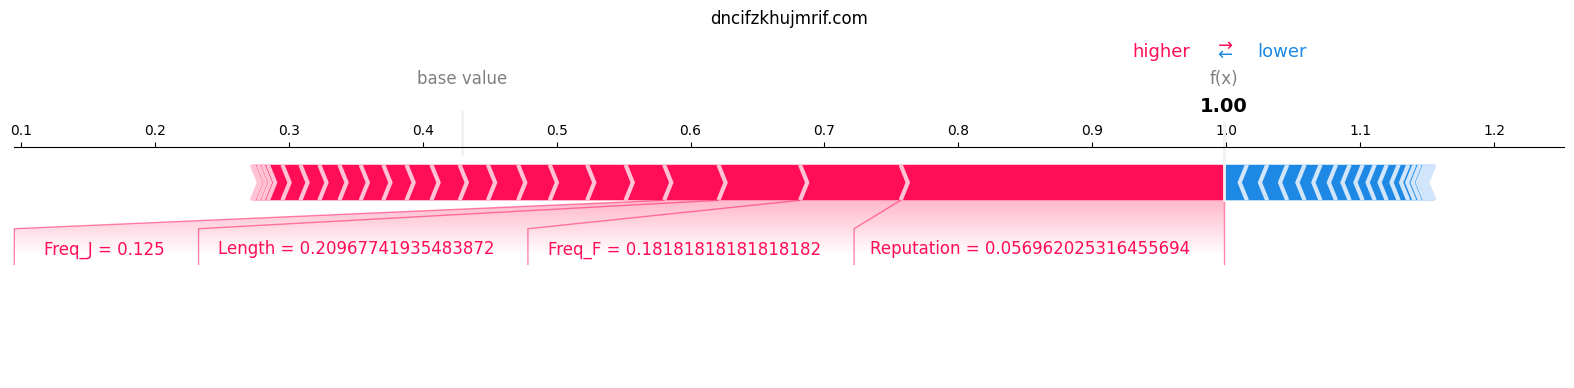 dncifzkhujmrif.com
higher ⇄ lower
base value f(x)
1.00
0.1 0.2 0.3 0.4 0.5 0.6 0.7 0.8 0.9 1.0 1.1 1.2
Freq_J = 0.125 Length = 0.20967741935483872 Freq_F = 0.18181818181818182 Reputation = 0.056962025316455694